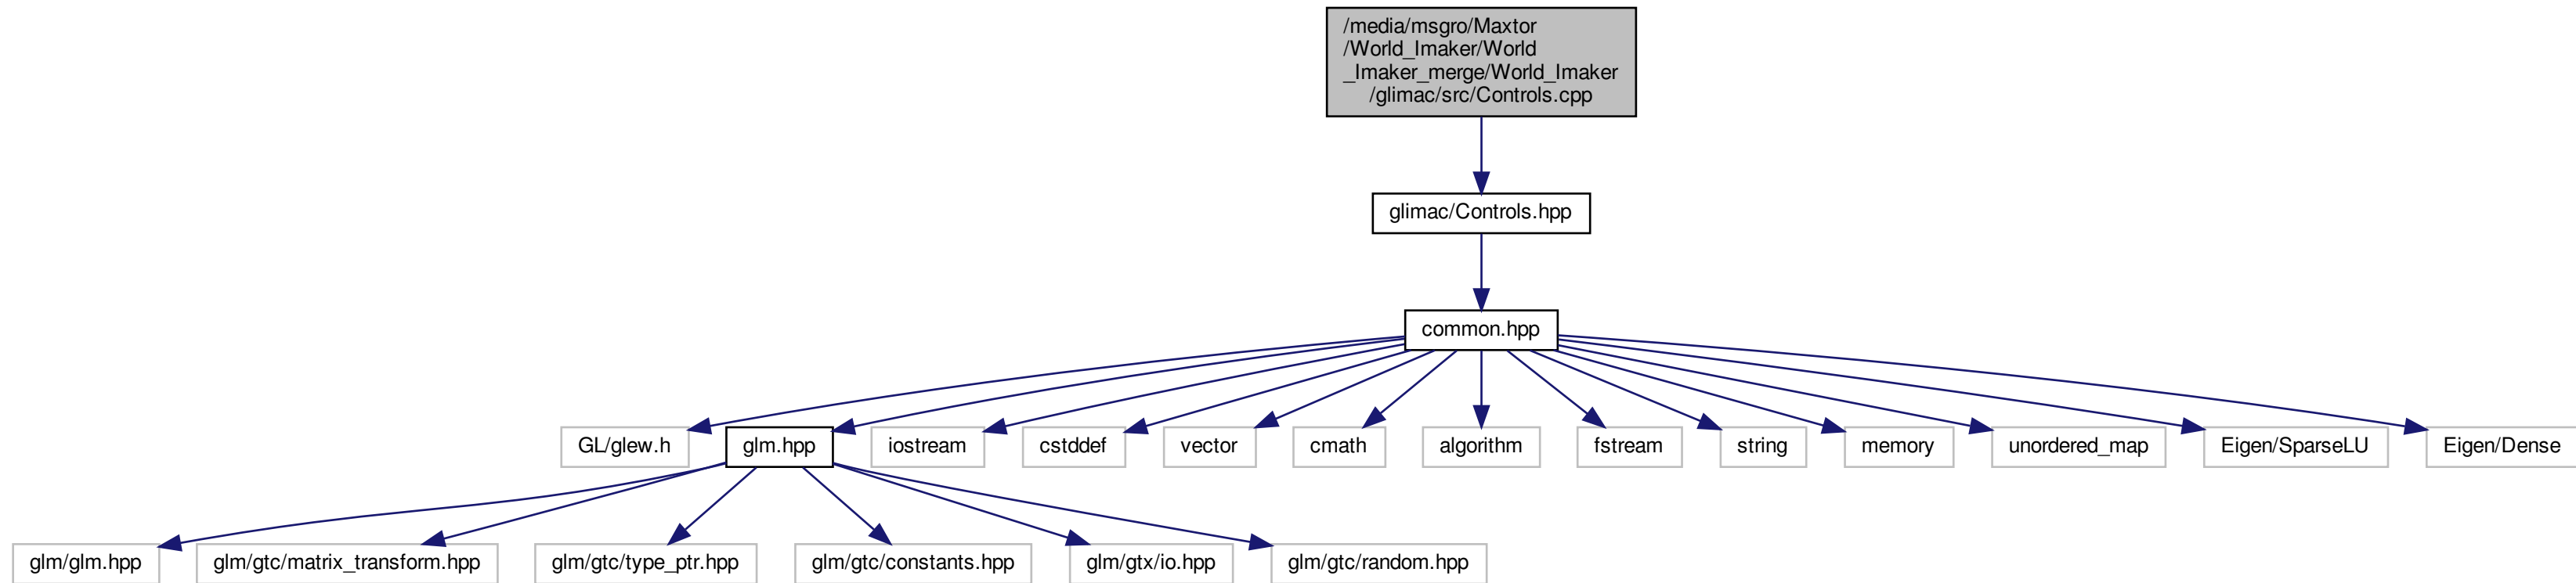 /media/msgro/Maxtor
/World_Imaker/World
_Imaker_merge/World_Imaker
/glimac/src/Controls.cpp
glimac/Controls.hpp
common.hpp
GL/glew.h
glm.hpp
iostream
cstddef
vector
cmath
algorithm
fstream
string
memory
unordered_map
Eigen/SparseLU
Eigen/Dense
glm/glm.hpp
glm/gtc/matrix_transform.hpp
glm/gtc/type_ptr.hpp
glm/gtc/constants.hpp
glm/gtx/io.hpp
glm/gtc/random.hpp